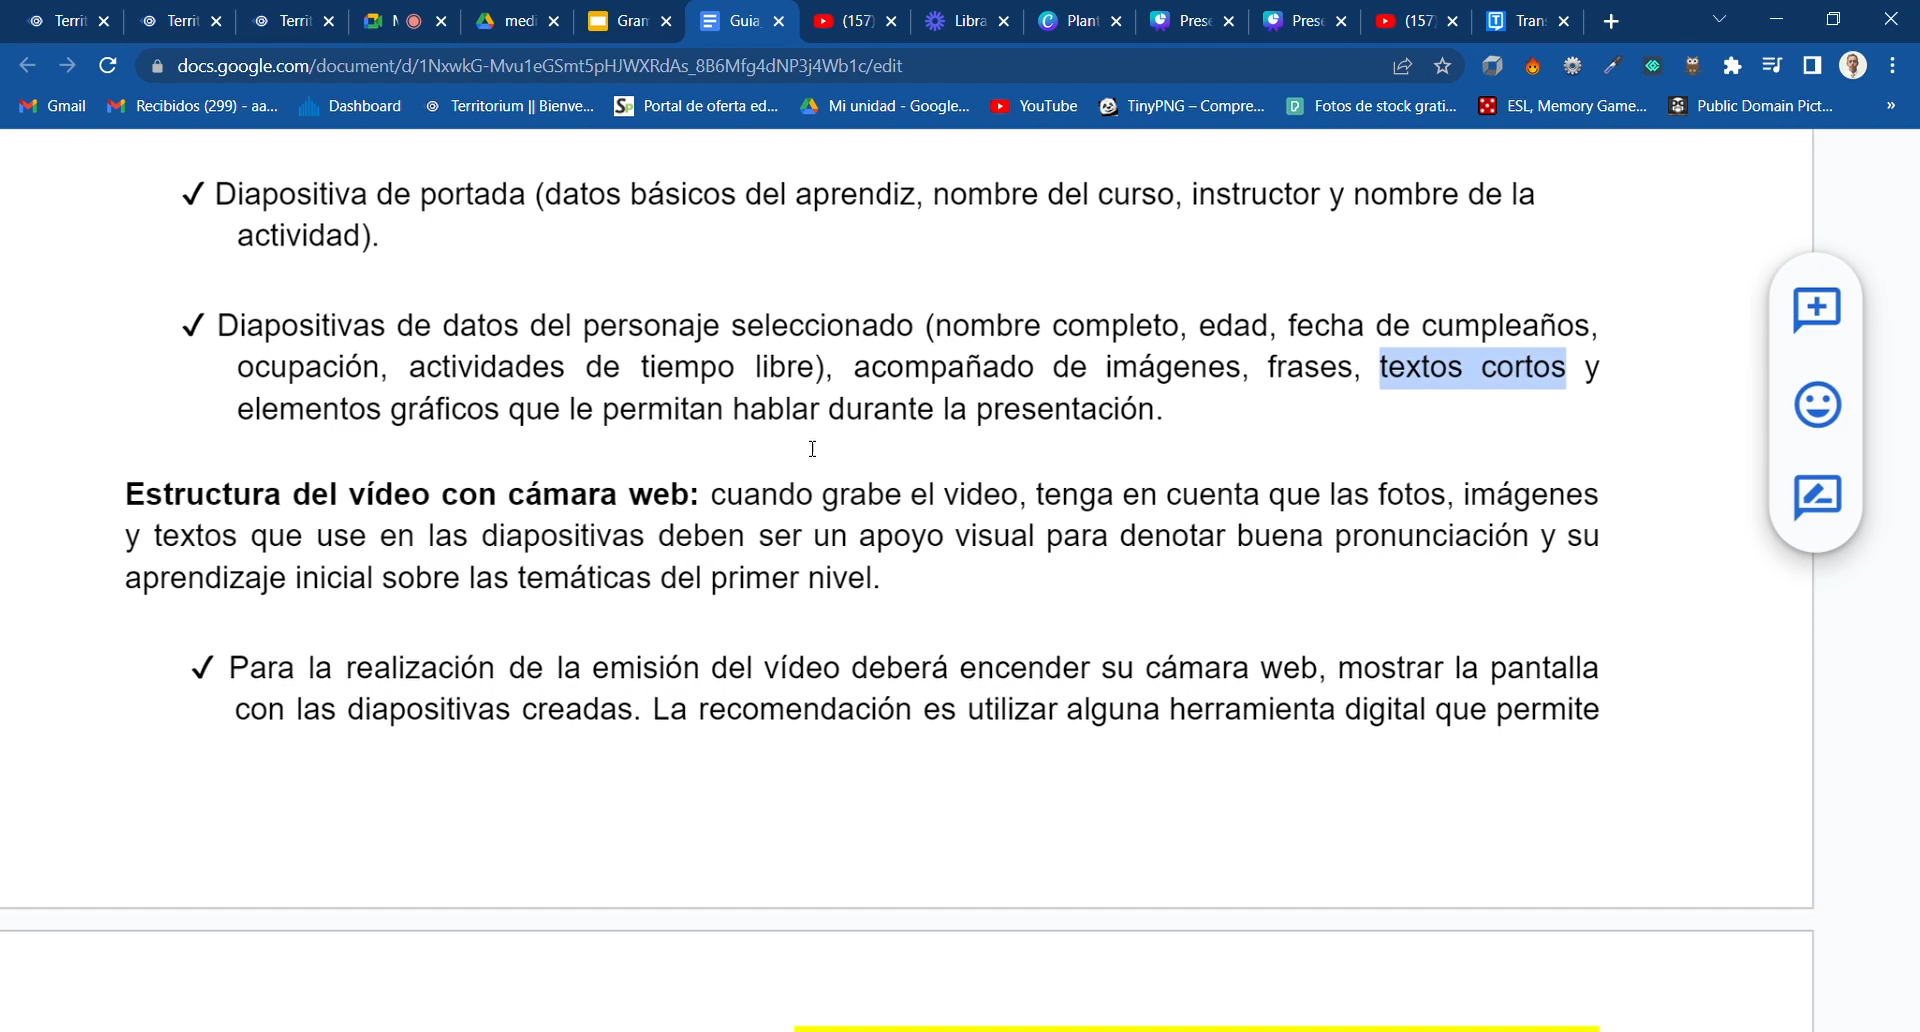 Territ Territ Territ M medi Gran Guia (157) Libra Plant Prese Prese (157) Tran
docs.google.com/document/d/1NxwkG-Mvu1eGSmt5pHJWXRdAs_8B6Mfg4dNP3j4Wb1c/edit
Gmail Recibidos (299) - aa... Dashboard Territorium || Bienve... Portal de oferta ed... Mi unidad - Google... YouTube TinyPNG – Compre... Fotos de stock grati... ESL, Memory Game... Public Domain Pict... »
✓ Diapositiva de portada (datos básicos del aprendiz, nombre del curso, instructor y nombre de la
actividad).
✓ Diapositivas de datos del personaje seleccionado (nombre completo, edad, fecha de cumpleaños,
ocupación, actividades de tiempo libre), acompañado de imágenes, frases, textos cortos y
elementos gráficos que le permitan hablar durante la presentación.
Estructura del vídeo con cámara web: cuando grabe el video, tenga en cuenta que las fotos, imágenes
y textos que use en las diapositivas deben ser un apoyo visual para denotar buena pronunciación y su
aprendizaje inicial sobre las temáticas del primer nivel.
✓ Para la realización de la emisión del vídeo deberá encender su cámara web, mostrar la pantalla
con las diapositivas creadas. La recomendación es utilizar alguna herramienta digital que permite